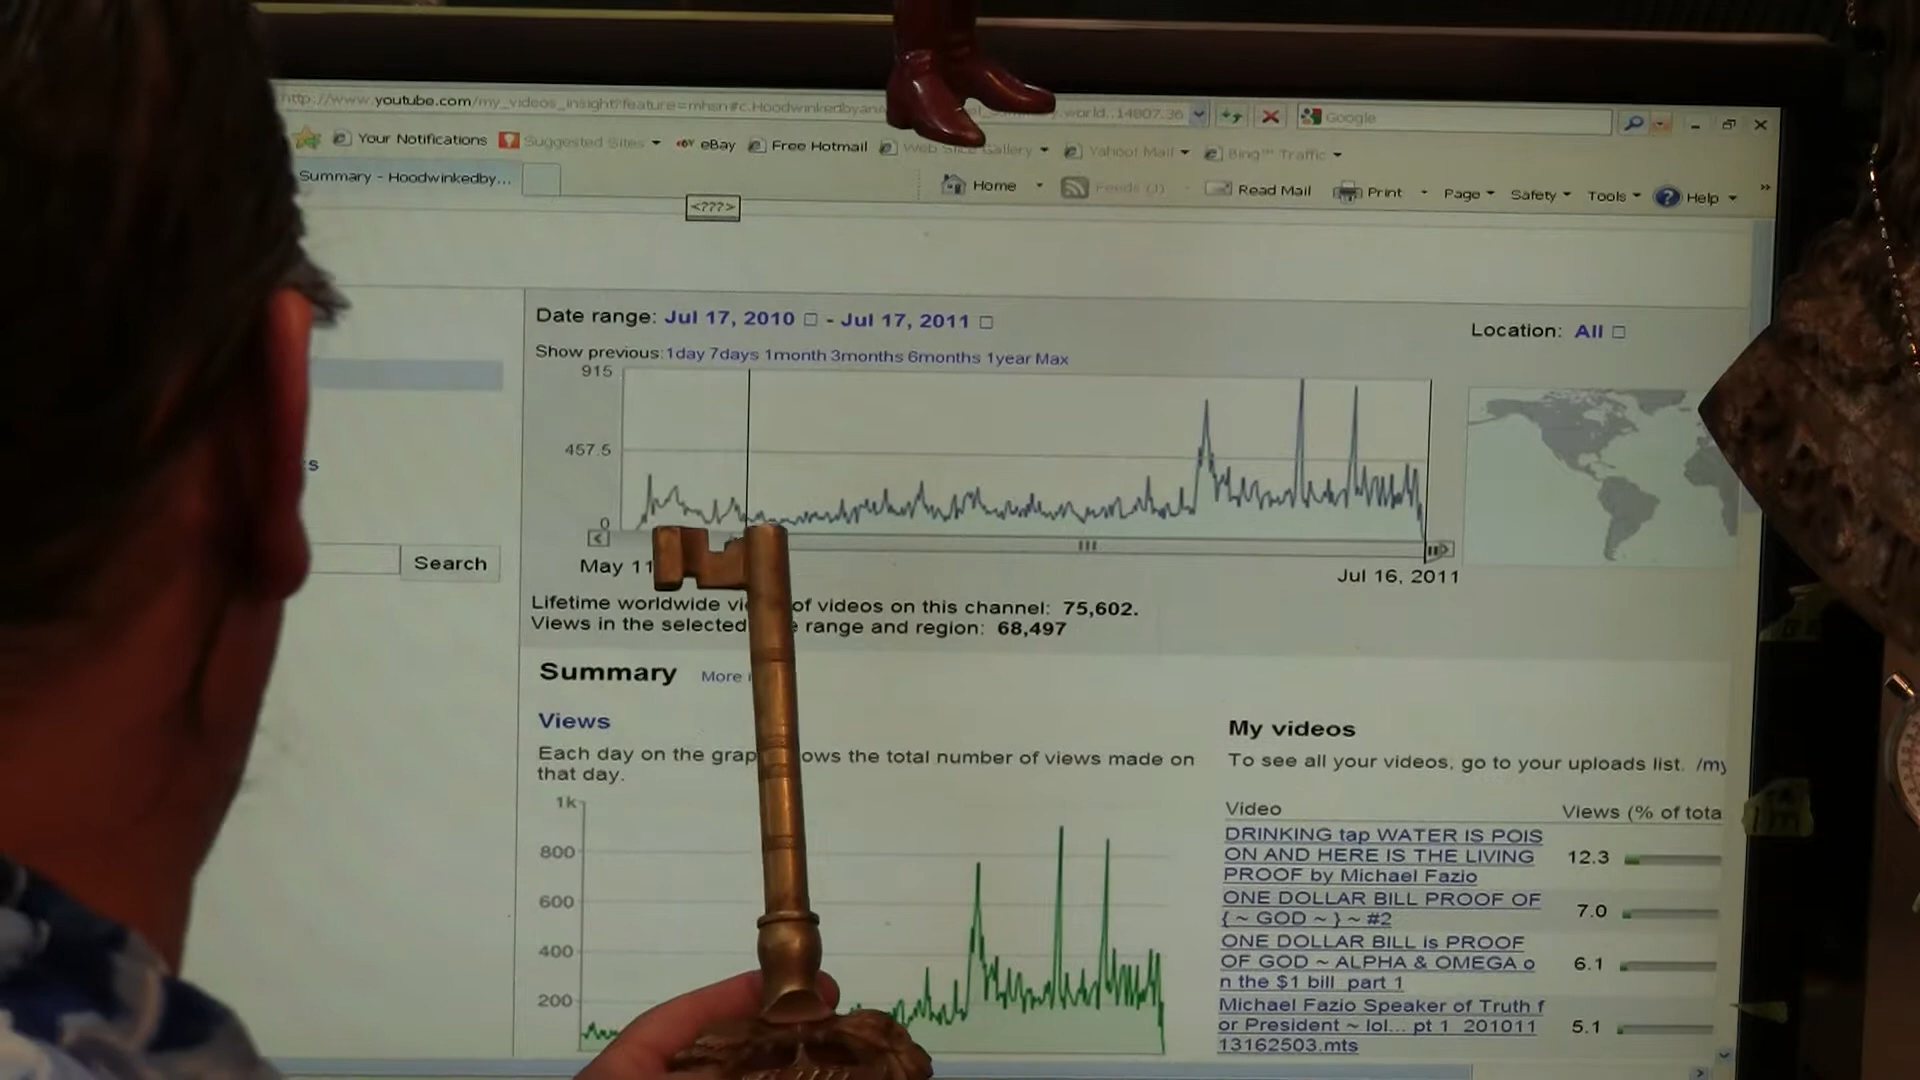 http://www.youtube.com/my_videos_insight?feature=mhsn#c.Hoodwinkedbyan
.world,.14807.36
Google
Your Notifications Suggested Sites eBay Free Hotmail Web Slice Gallery Yahoo! Mail Bing™ Traffic
Summary - Hoodwinkedby...
Home Feeds (J) Read Mail Print Page Safety Tools Help
<???>
Date range: Jul 17, 2010 - Jul 17, 2011
Location: All
Show previous: 1day 7days 1month 3months 6months 1year Max
915
457.5
0
s
Search
May 11
Jul 16, 2011
Lifetime worldwide vi of videos on this channel: 75,602.
Views in the selected range and region: 68,497
Summary More
Views
Each day on the grap ows the total number of views made on
that day.
1k
800
600
400
200
My videos
To see all your videos, go to your uploads list. /my
Video Views (% of tota
DRINKING tap WATER IS POIS
ON AND HERE IS THE LIVING
PROOF by Michael Fazio
12.3
ONE DOLLAR BILL PROOF OF
{ ~ GOD ~ } ~ #2
7.0
ONE DOLLAR BILL is PROOF
OF GOD ~ ALPHA & OMEGA o
n the $1 bill part 1
6.1
Michael Fazio Speaker of Truth f
or President ~ lol... pt 1 201011
13162503.mts
5.1